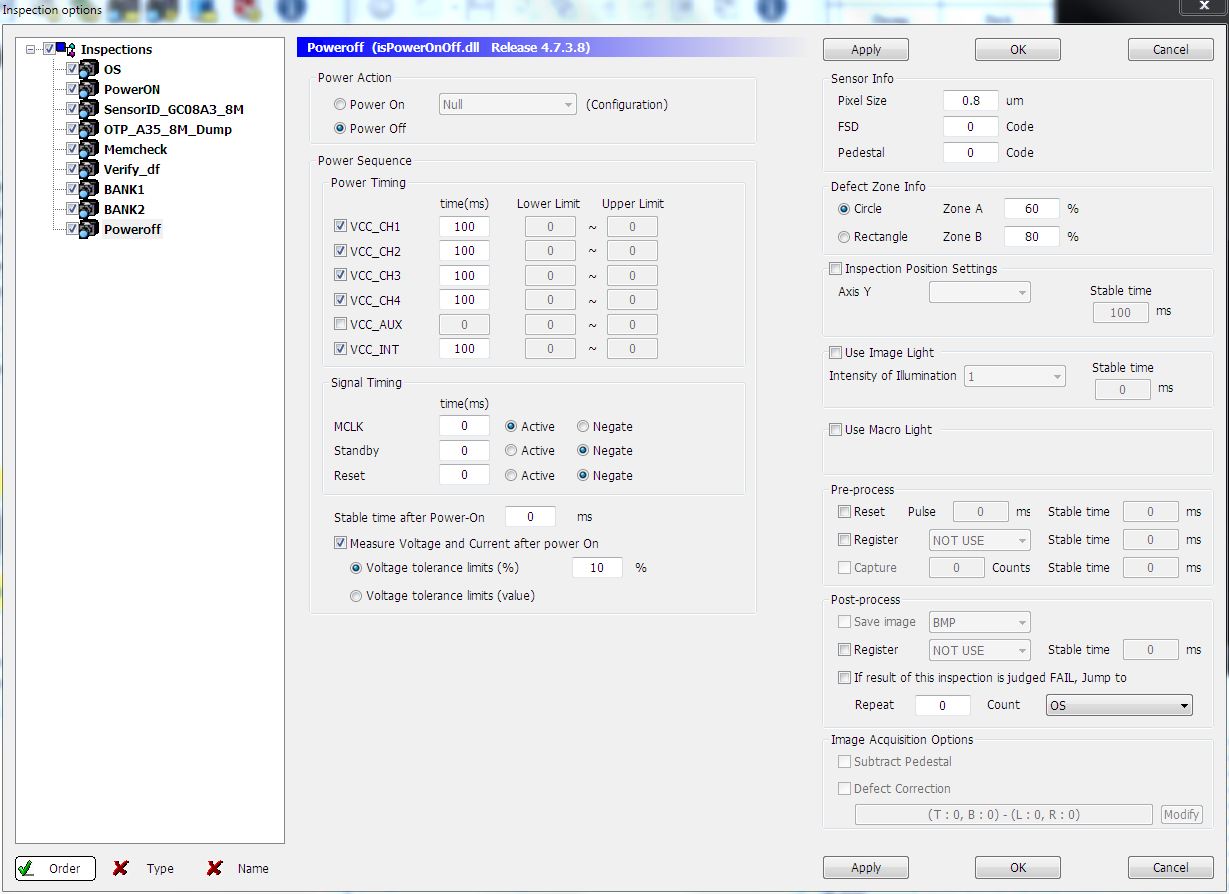 Inspection options
Inspections
OS
PowerON
SensorID_GC08A3_8M
OTP_A35_8M_Dump
Memcheck
Verify_df
BANK1
BANK2
Poweroff
Order Type Name
Poweroff (isPowerOnOff.dll Release 4.7.3.8)
Power Action
Power On Null (Configuration)
Power Off
Power Sequence
Power Timing
time(ms) Lower Limit Upper Limit
VCC_CH1 100 0 ~ 0
VCC_CH2 100 0 ~ 0
VCC_CH3 100 0 ~ 0
VCC_CH4 100 0 ~ 0
VCC_AUX 0 0 ~ 0
VCC_INT 100 0 ~ 0
Signal Timing
time(ms)
MCLK 0 Active Negate
Standby 0 Active Negate
Reset 0 Active Negate
Stable time after Power-On 0 ms
Measure Voltage and Current after power On
Voltage tolerance limits (%) 10 %
Voltage tolerance limits (value)
Apply OK Cancel
Sensor Info
Pixel Size 0.8 um
FSD 0 Code
Pedestal 0 Code
Defect Zone Info
Circle Zone A 60 %
Rectangle Zone B 80 %
Inspection Position Settings
Axis Y Stable time
100 ms
Use Image Light
Intensity of Illumination 1 Stable time
0 ms
Use Macro Light
Pre-process
Reset Pulse 0 ms Stable time 0 ms
Register NOT USE Stable time 0 ms
Capture 0 Counts Stable time 0 ms
Post-process
Save image BMP
Register NOT USE Stable time 0 ms
If result of this inspection is judged FAIL, Jump to
Repeat 0 Count OS
Image Acquisition Options
Subtract Pedestal
Defect Correction
(T : 0, B : 0) - (L : 0, R : 0) Modify
Apply OK Cancel